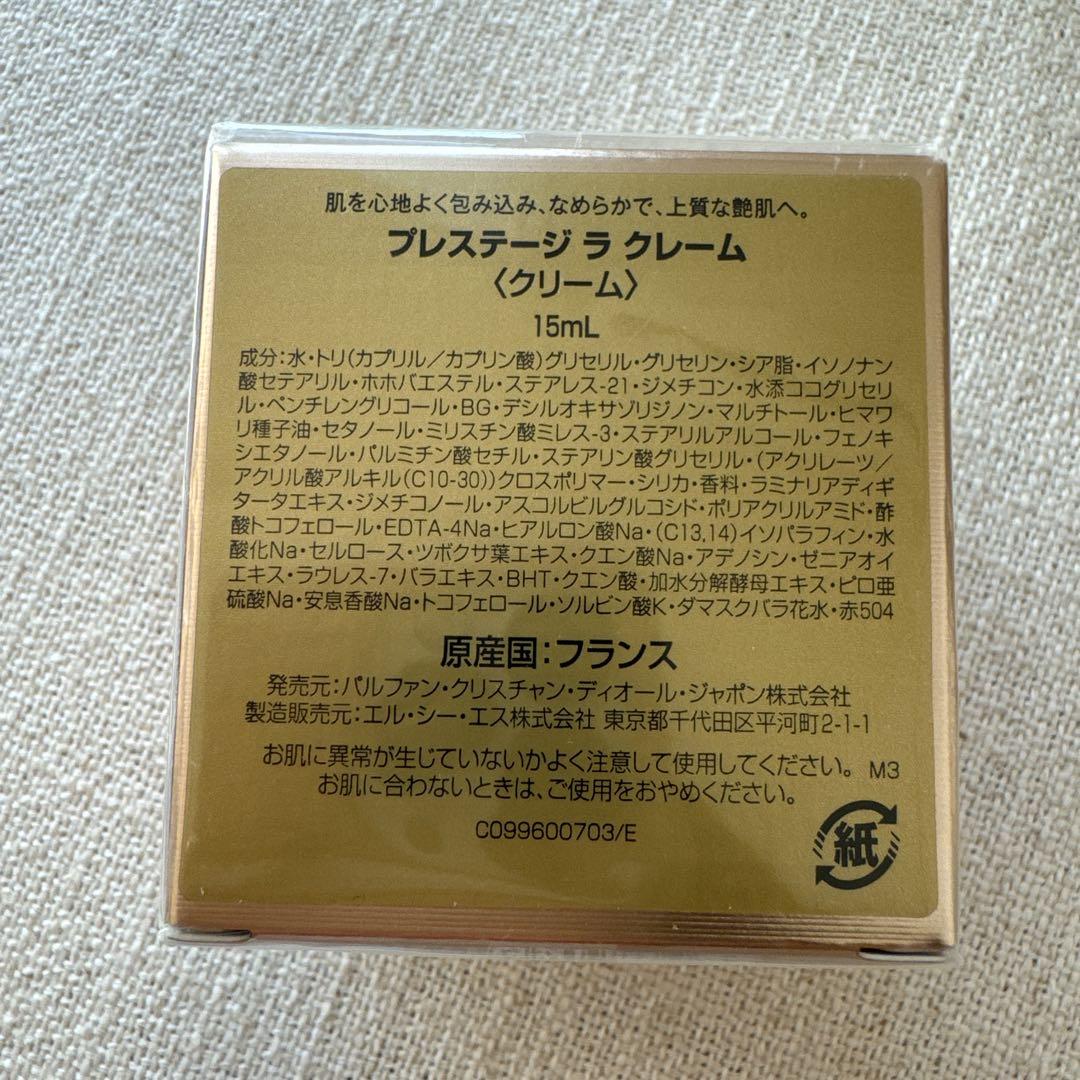 肌を心地よく包み込み、なめらかで、上質な艶肌へ。
プレステージ ラ クレーム
〈クリーム〉
15mL
成分：水・トリ(カプリル／カプリン酸)グリセリル・グリセリン・シア脂・イソノナン
酸セテアリル・ホホバエステル・ステアレス-21・ジメチコン・水添ココグリセリ
ル・ペンチレングリコール・BG・デシルオキサゾリジノン・マルチトール・ヒマワ
リ種子油・セタノール・ミリスチン酸ミレス-3・ステアリルアルコール・フェノキ
シエタノール・パルミチン酸セチル・ステアリン酸グリセリル・(アクリレーツ／
アクリル酸アルキル(C10-30))クロスポリマー・シリカ・香料・ラミナリアディギ
タータエキス・ジメチコノール・アスコルビルグルコシド・ポリアクリルアミド・酢
酸トコフェロール・EDTA-4Na・ヒアルロン酸Na・(C13,14)イソパラフィン・水
酸化Na・セルロース・ツボクサ葉エキス・クエン酸Na・アデノシン・ゼニアオイ
エキス・ラウレス-7・バラエキス・BHT・クエン酸・加水分解酵母エキス・ピロ亜
硫酸Na・安息香酸Na・トコフェロール・ソルビン酸K・ダマスクバラ花水・赤504
原産国：フランス
発売元：パルファン・クリスチャン・ディオール・ジャポン株式会社
製造販売元：エル・シー・エス株式会社 東京都千代田区平河町2-1-1
お肌に異常が生じていないかよく注意して使用してください。 M3
お肌に合わないときは、ご使用をおやめください。
C099600703/E
紙